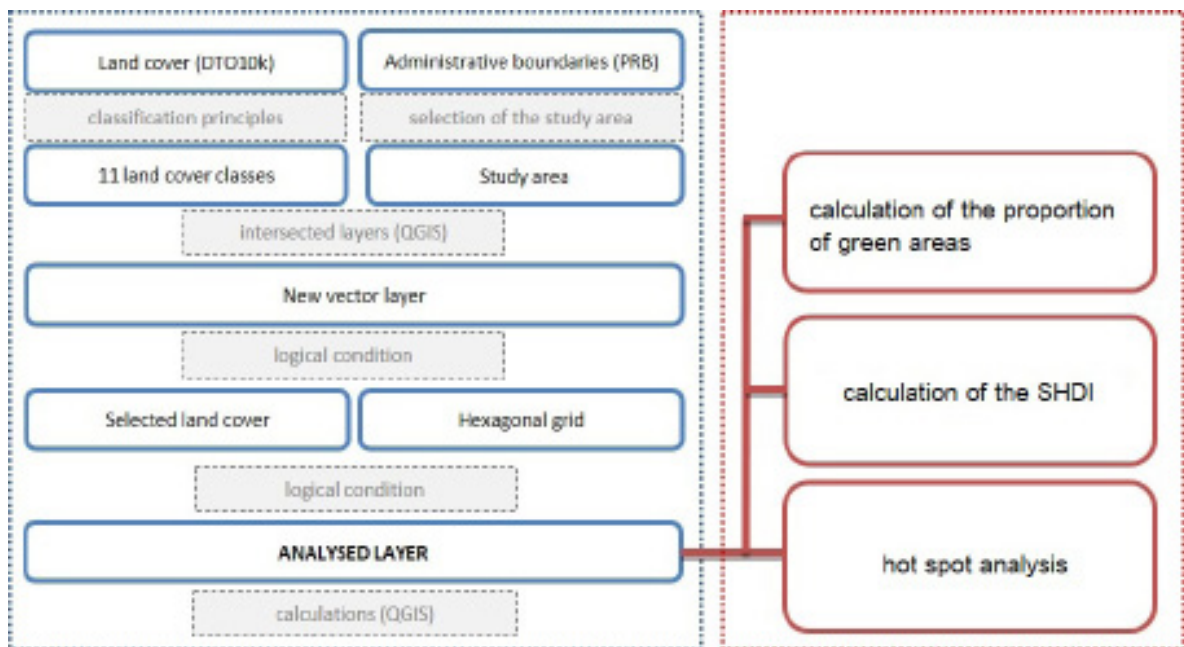 Land cover (DTO10k)
Administrative boundaries (PRB)
classification principles
selection of the study area
11 land cover classes
Study area
intersected layers (QGIS)
New vector layer
logical condition
Selected land cover
Hexagonal grid
logical condition
ANALYSED LAYER
calculations (QGIS)
calculation of the proportion
of green areas
calculation of the SHDI
hot spot analysis